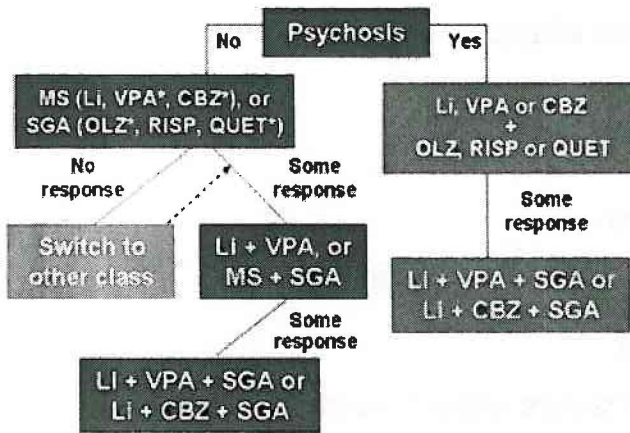 Psychosis
No
Yes
MS (Li, VPA*, CBZ*), or
SGA (OLZ*, RISP, QUET*)
Li, VPA or CBZ
+
OLZ, RISP or QUET
No
response
Some
response
Some
response
Switch to
other class
Li + VPA, or
MS + SGA
Li + VPA + SGA or
Li + CBZ + SGA
Some
response
Li + VPA + SGA or
Li + CBZ + SGA